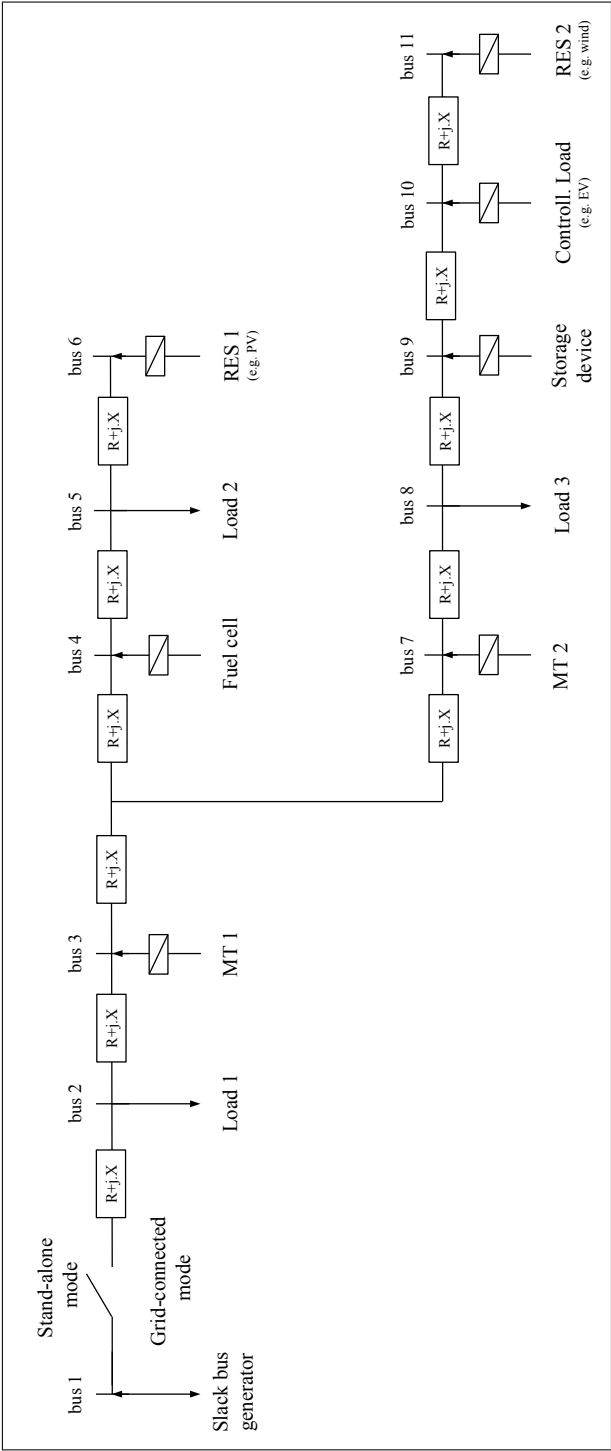 Stand-alone
mode
Grid-connected
mode
bus 1
Slack bus
generator
R+j.X
bus 2
Load 1
R+j.X
bus 3
MT 1
R+j.X
R+j.X
bus 4
Fuel cell
R+j.X
bus 5
Load 2
R+j.X
bus 6
RES 1
(e.g. PV)
R+j.X
bus 7
MT 2
R+j.X
bus 8
Load 3
R+j.X
bus 9
Storage
device
R+j.X
bus 10
Controll. Load
(e.g. EV)
R+j.X
bus 11
RES 2
(e.g. wind)